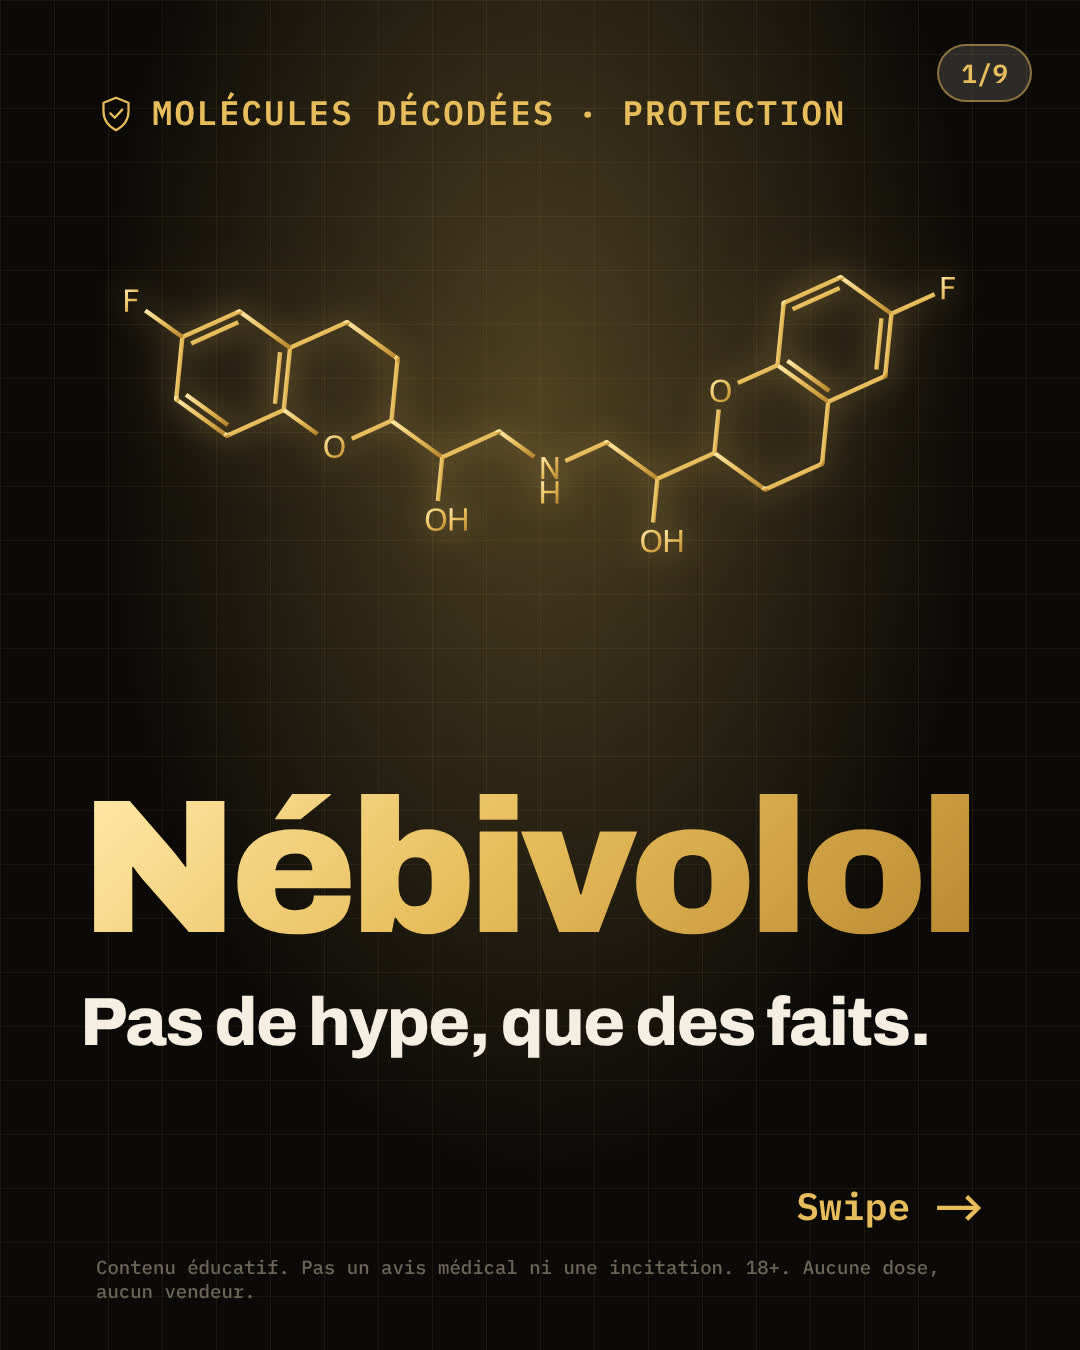 1/9
MOLÉCULES DÉCODÉES · PROTECTION
F
F
O
O
N
H
OH
OH
Nébivolol
Pas de hype, que des faits.
Swipe →
Contenu éducatif. Pas un avis médical ni une incitation. 18+. Aucune dose,
aucun vendeur.